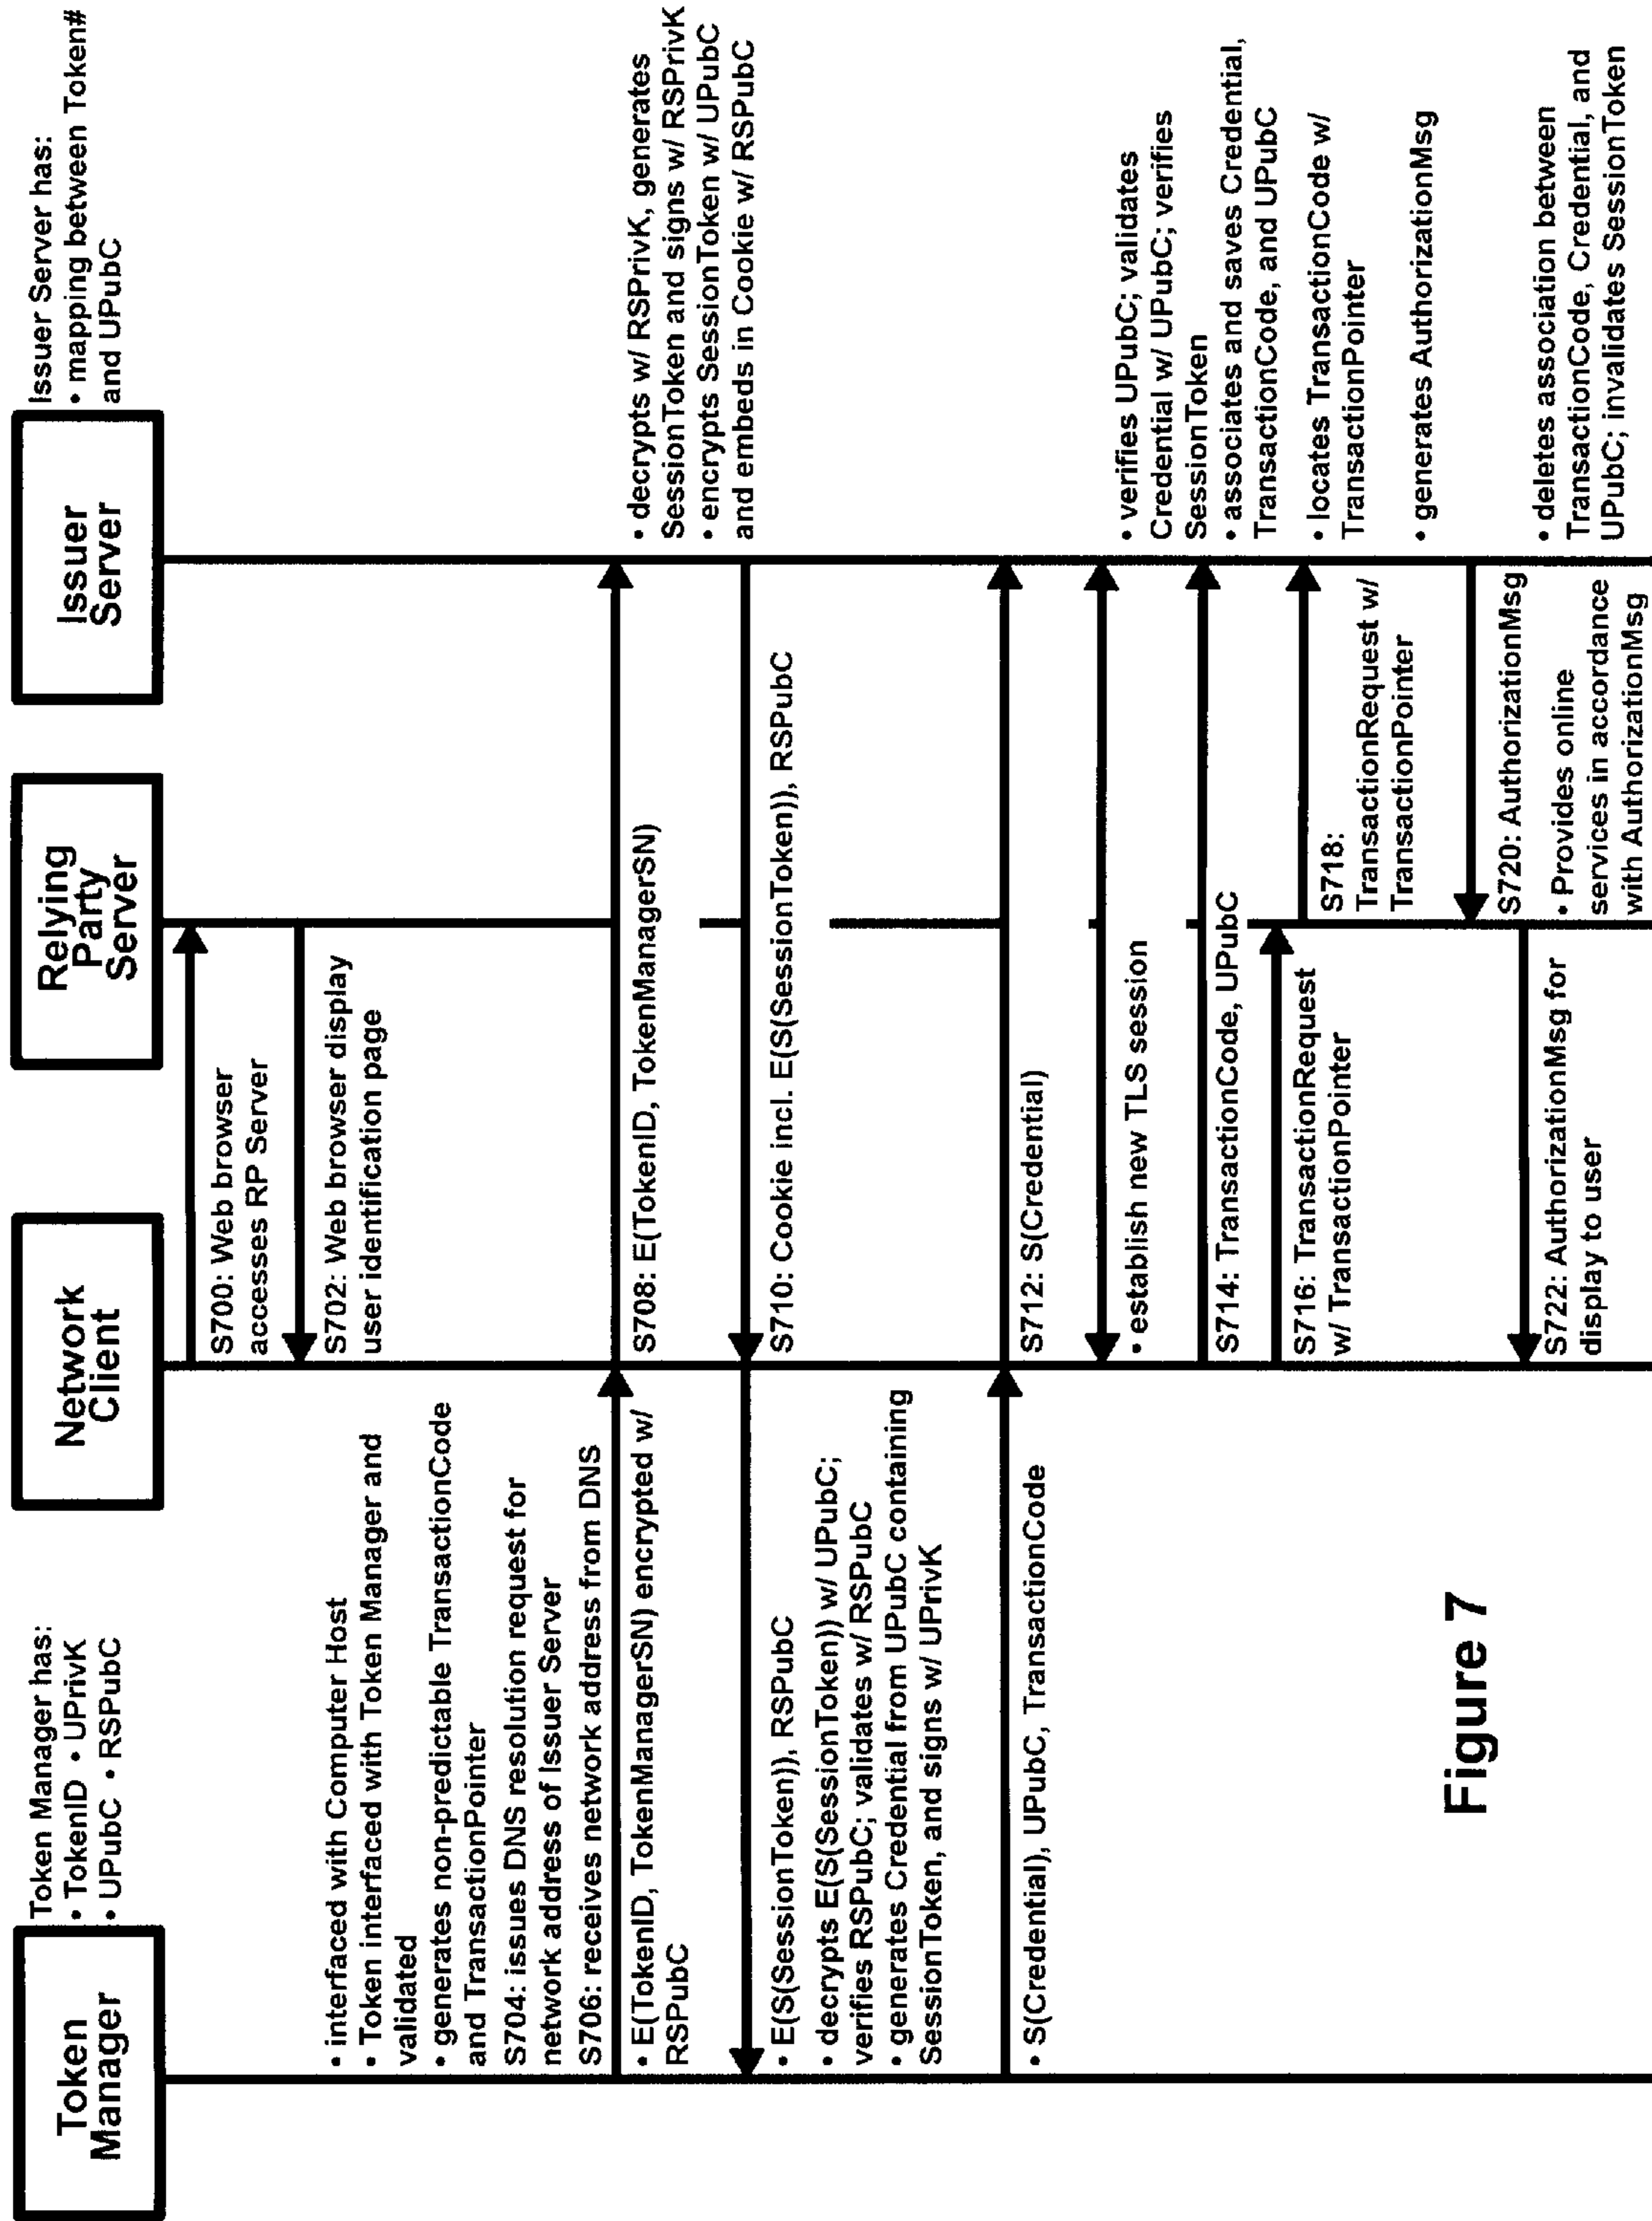 Token
Manager
Token Manager has:
• TokenID • UPrivK
• UPubC • RSPubC
Network
Client
Relying
Party
Server
Issuer
Server
Issuer Server has:
• mapping between Token#
and UPubC
S700: Web browser
accesses RP Server
S702: Web browser display
user identification page
• interfaced with Computer Host
• Token interfaced with Token Manager and
validated
• generates non-predictable TransactionCode
and TransactionPointer
S704: issues DNS resolution request for
network address of Issuer Server
S706: receives network address from DNS
• E(TokenID, TokenManagerSN) encrypted w/
RSPubC
S708: E(TokenID, TokenManagerSN)
• decrypts w/ RSPrivK, generates
SessionToken and signs w/ RSPrivK
• encrypts SessionToken w/ UPubC
and embeds in Cookie w/ RSPubC
S710: Cookie incl. E(S(SessionToken)), RSPubC
• E(S(SessionToken)), RSPubC
• decrypts E(S(SessionToken)) w/ UPubC;
verifies RSPubC; validates w/ RSPubC
• generates Credential from UPubC containing
SessionToken, and signs w/ UPrivK
• S(Credential), UPubC, TransactionCode
S712: S(Credential)
• establish new TLS session
• verifies UPubC; validates
Credential w/ UPubC; verifies
SessionToken
S714: TransactionCode, UPubC
• associates and saves Credential,
TransactionCode, and UPubC
S716: TransactionRequest
w/ TransactionPointer
S718:
TransactionRequest w/
TransactionPointer
• locates TransactionCode w/
TransactionPointer
• generates AuthorizationMsg
S720: AuthorizationMsg
• Provides online
services in accordance
with AuthorizationMsg
S722: AuthorizationMsg for
display to user
• deletes association between
TransactionCode, Credential, and
UPubC; invalidates SessionToken
Figure 7